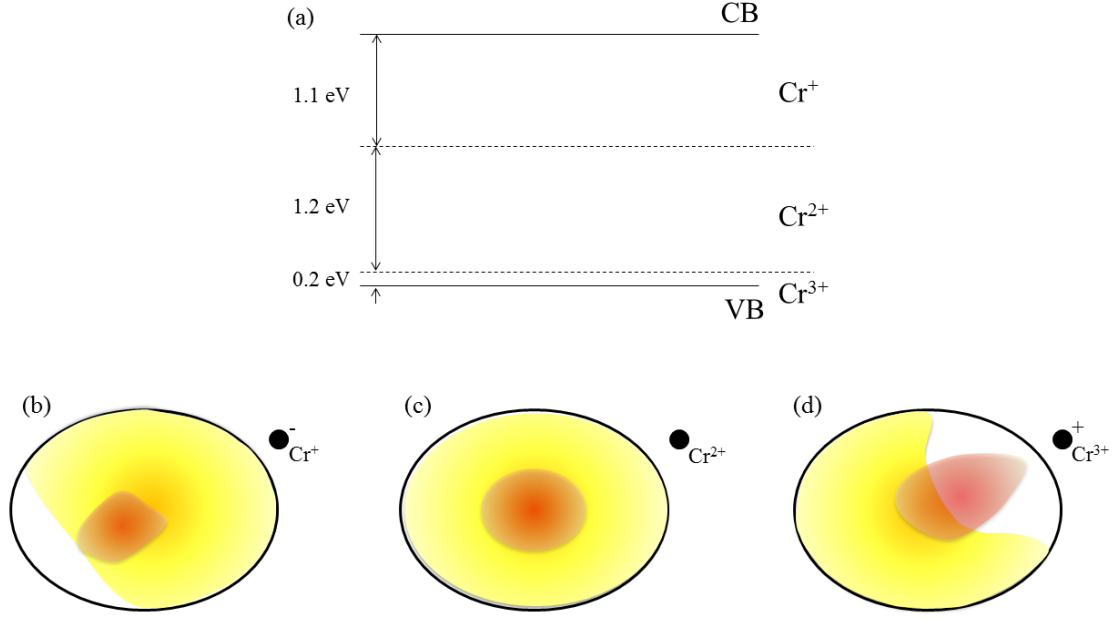 (a)
CB
1.1 eV
Cr⁺
1.2 eV
Cr²⁺
0.2 eV
Cr³⁺
VB
(b)
-
Cr⁺
(c)
Cr²⁺
(d)
+
Cr³⁺